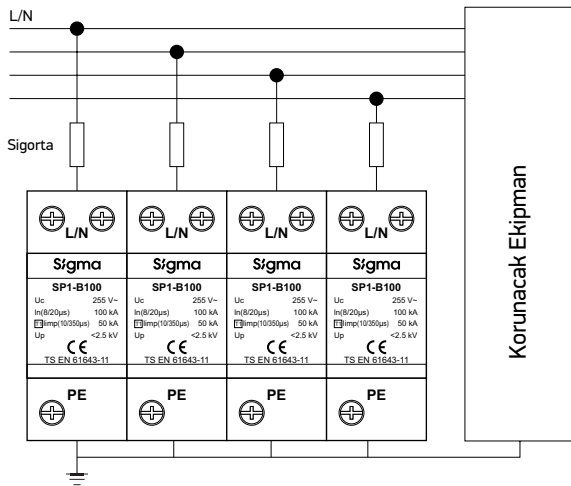 L/N
Sigorta
L/N
L/N
L/N
L/N
Sigma
Sigma
Sigma
Sigma
SP1-B100
Uc 255 V~
In(8/20µs) 100 kA
T1 Iimp(10/350µs) 50 kA
Up <2.5 kV
CE
TS EN 61643-11
SP1-B100
Uc 255 V~
In(8/20µs) 100 kA
T1 Iimp(10/350µs) 50 kA
Up <2.5 kV
CE
TS EN 61643-11
SP1-B100
Uc 255 V~
In(8/20µs) 100 kA
T1 Iimp(10/350µs) 50 kA
Up <2.5 kV
CE
TS EN 61643-11
SP1-B100
Uc 255 V~
In(8/20µs) 100 kA
T1 Iimp(10/350µs) 50 kA
Up <2.5 kV
CE
TS EN 61643-11
PE
PE
PE
PE
Korunacak Ekipman